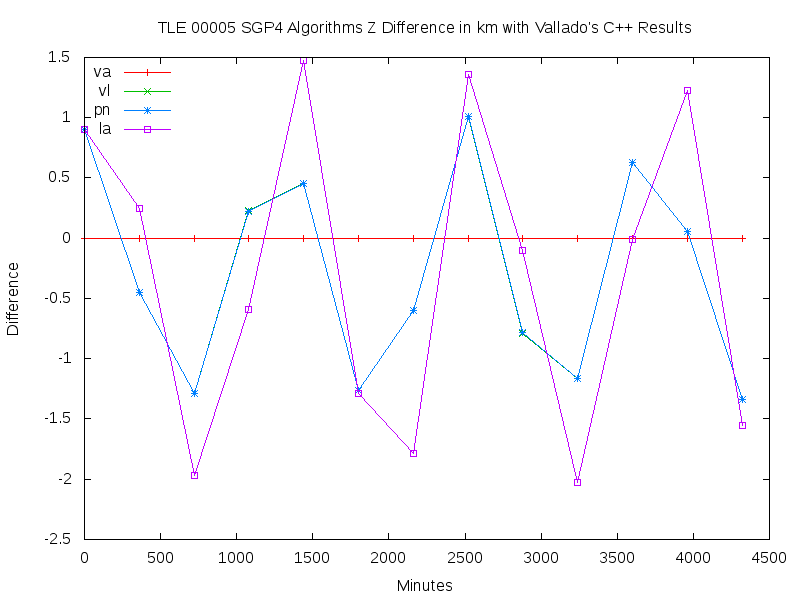 TLE 00005 SGP4 Algorithms Z Difference in km with Vallado's C++ Results
1.5
va
vl
1
pn
la
0.5
0
-0.5
-1
-1.5
-2
-2.5
Difference
0 500 1000 1500 2000 2500 3000 3500 4000 4500
Minutes